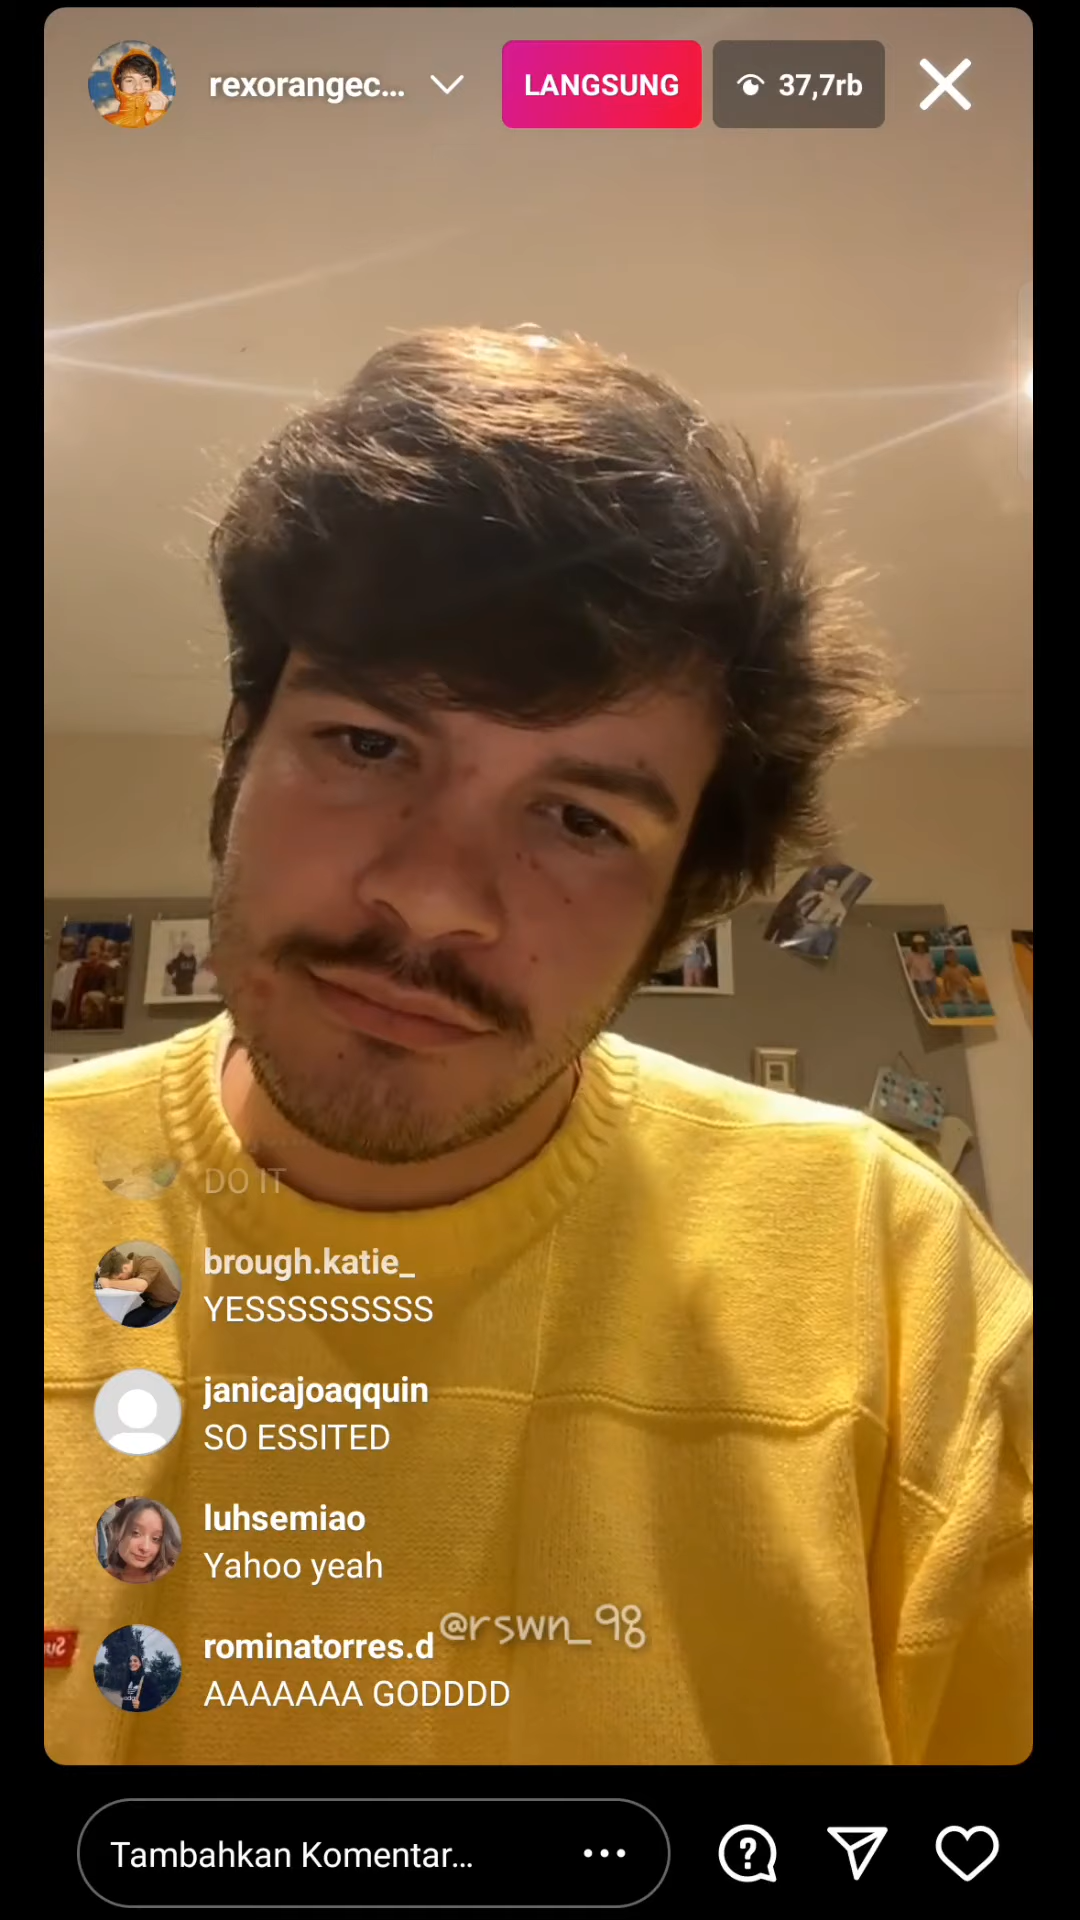 rexorangec...
LANGSUNG
37,7rb
DO IT
brough.katie_
YESSSSSSSSS
janicajoaqquin
SO ESSITED
luhsemiao
Yahoo yeah
@rswn_98
rominatorres.d
AAAAAAA GODDDD
Tambahkan Komentar...